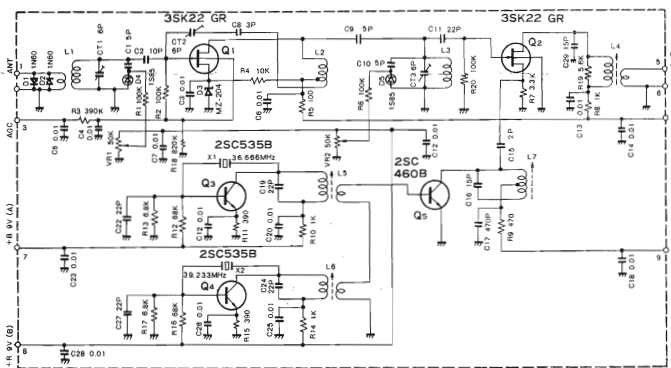 3SK22 GR
3SK22 GR
ANT
1
2
D1 1N60
D2 1N60
L1
CT1 6P
C1 5P
C2 10P
D4 1S85
R1 100K
R2 100K
CT2 6P
Q1
C8 3P
C3 0.01
D3 MZ-204
R4 10K
C6 0.01
R5 100
L2
C9 5P
C10 5P
D5 1S85
R6 100K
CT3 6P
L3
C11 22P
R20 100K
Q2
R7 3.3K
C29 15P
R19 5.6K
L4
R8 1K
C13 0.01
C14 0.01
5
6
AGC
3
R3 390K
C5 0.01
C4 0.01
VR1 50K
C7 0.01
R18 820K
VR2 50K
C12 0.01
C15 2P
2SC535B
X1
36.666MHz
Q3
C22 22P
R13 6.8K
R12 68K
C12 0.01
R11 390
C19 22P
C20 0.01
R10 1K
L5
2SC
460B
Q5
C16 15P
L7
C17 470P
R9 470
+B 9V (A)
7
C23 0.01
9
C18 0.01
2SC535B
39.233MHz
X2
Q4
C27 22P
R17 6.8K
R16 68K
C26 0.01
R15 390
C24 22P
C25 0.01
R14 1K
L6
+R 9V (B)
8
C28 0.01